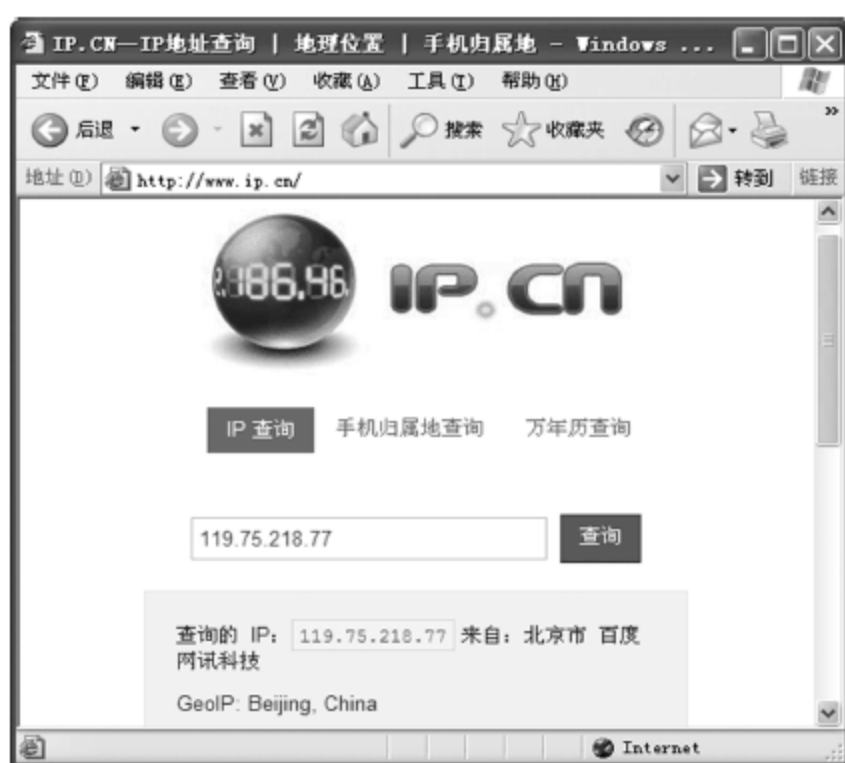 IP.CN—IP地址查询 | 地理位置 | 手机归属地 - Windows ...
文件(F) 编辑(E) 查看(V) 收藏(A) 工具(T) 帮助(H)
后退 搜索 收藏夹 »
地址(D) http://www.ip.cn/ 转到 链接
2.186.46. IP.CN
IP 查询 手机归属地查询 万年历查询
119.75.218.77 查询
查询的 IP: 119.75.218.77 来自: 北京市 百度
网讯科技
GeoIP: Beijing, China
Internet